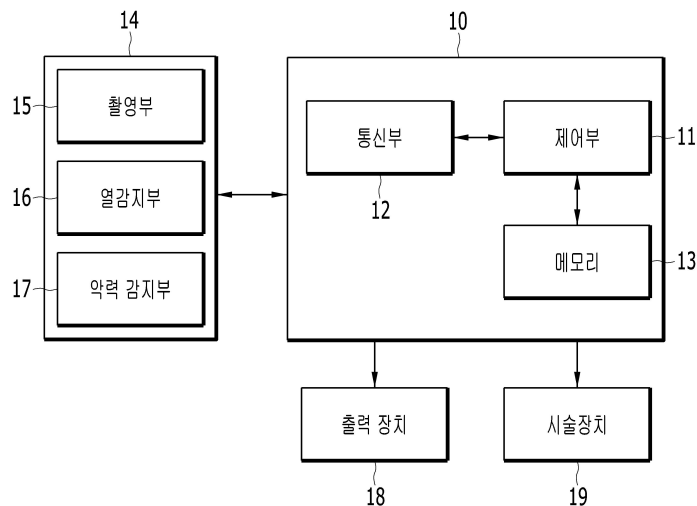 14
10
15
촬영부
통신부
제어부
11
16
열감지부
12
17
악력 감지부
메모리
13
출력 장치
시술장치
18
19